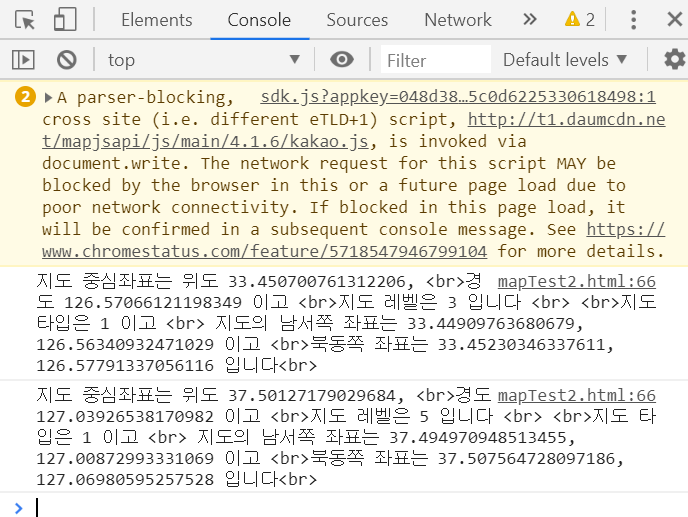 Elements Console Sources Network » 2
top Filter Default levels
2 A parser-blocking, sdk.js?appkey=048d38…5c0d6225330618498:1
cross site (i.e. different eTLD+1) script, http://t1.daumcdn.ne
t/mapjsapi/js/main/4.1.6/kakao.js, is invoked via
document.write. The network request for this script MAY be
blocked by the browser in this or a future page load due to
poor network connectivity. If blocked in this page load, it
will be confirmed in a subsequent console message. See https://
www.chromestatus.com/feature/5718547946799104 for more details.
지도 중심좌표는 위도 33.450700761312206, <br>경 mapTest2.html:66
도 126.57066121198349 이고 <br>지도 레벨은 3 입니다 <br> <br>지도
타입은 1 이고 <br> 지도의 남서쪽 좌표는 33.44909763680679,
126.56340932471029 이고 <br>북동쪽 좌표는 33.45230346337611,
126.57791337056116 입니다<br>
지도 중심좌표는 위도 37.50127179029684, <br>경도 mapTest2.html:66
127.03926538170982 이고 <br>지도 레벨은 5 입니다 <br> <br>지도 타
입은 1 이고 <br> 지도의 남서쪽 좌표는 37.494970948513455,
127.00872993331069 이고 <br>북동쪽 좌표는 37.507564728097186,
127.06980595257528 입니다<br>
>